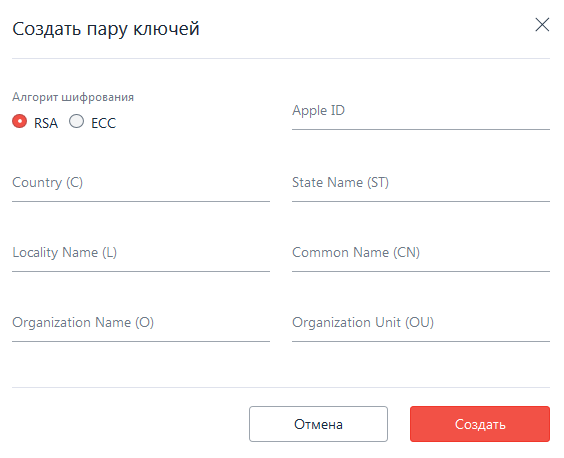 Создать пару ключей
Алгорит шифрования
RSA ECC
Apple ID
Country (C)
State Name (ST)
Locality Name (L)
Common Name (CN)
Organization Name (O)
Organization Unit (OU)
Отмена
Создать